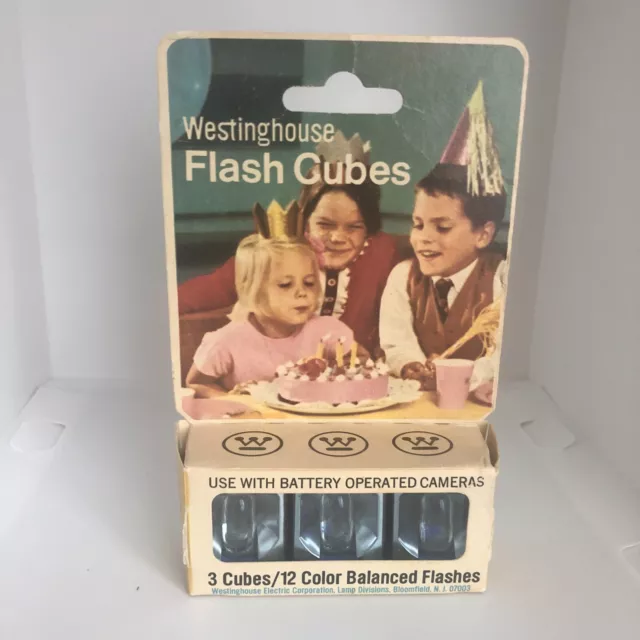 Westinghouse
Flash Cubes
W W W
USE WITH BATTERY OPERATED CAMERAS
3 Cubes/12 Color Balanced Flashes
Westinghouse Electric Corporation, Lamp Divisions, Bloomfield, N. J. 07003